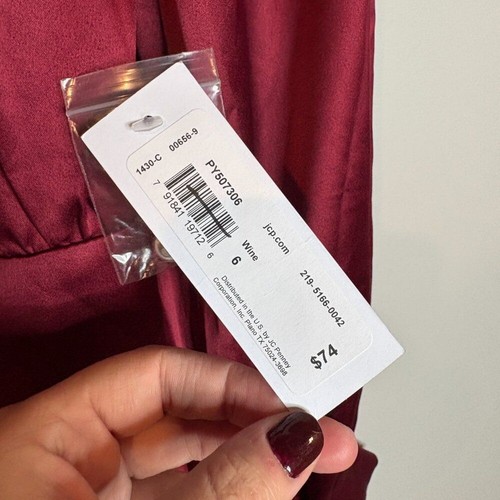 1430-C 00656-9
PY507306
7 91841 19712 6
Wine
6
jcp.com
219-5166-0042
Distributed in the U.S. by JC Penney
Corporation, Inc. Plano TX 75024-3698
$74